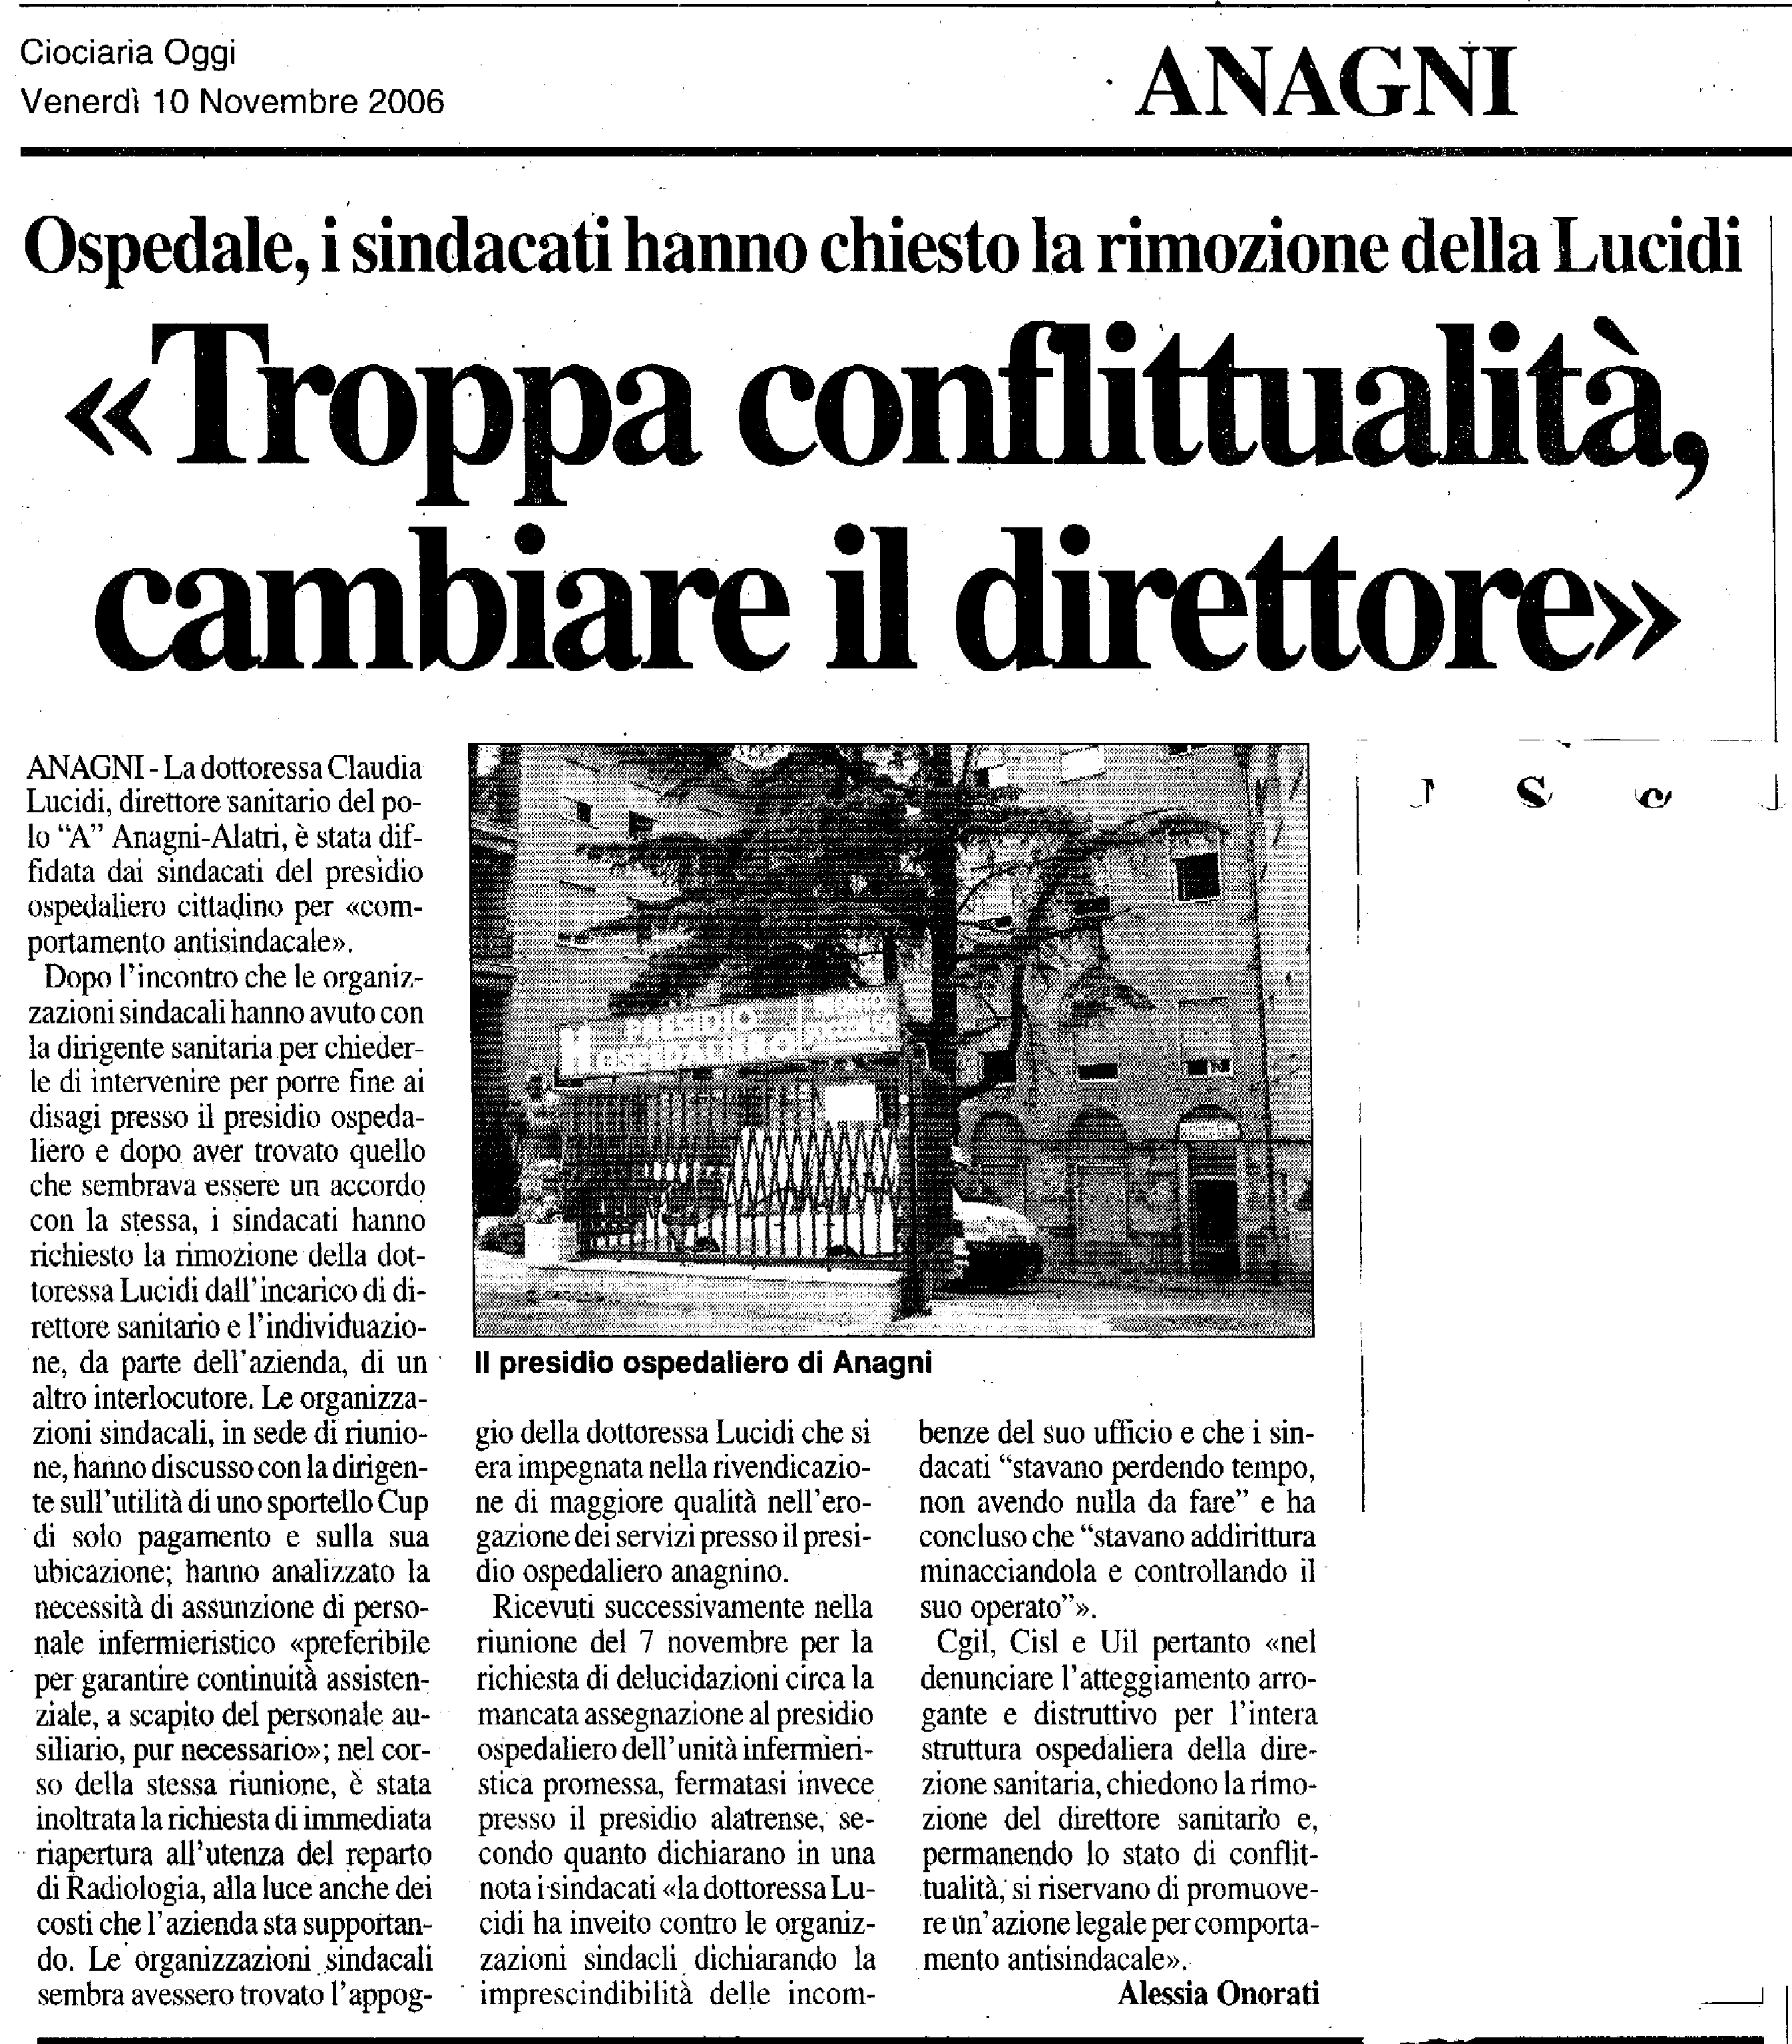 Ciociaria Oggi
Venerdì 10 Novembre 2006
ANAGNI
Ospedale, i sindacati hanno chiesto la rimozione della Lucidi
«Troppa conflittualità,
cambiare il direttore»
ANAGNI - La dottoressa Claudia
Lucidi, direttore sanitario del po-
lo “A” Anagni-Alatri, è stata dif-
fidata dai sindacati del presidio
ospedaliero cittadino per «com-
portamento antisindacale».
Dopo l'incontro che le organiz-
zazioni sindacali hanno avuto con
la dirigente sanitaria per chieder-
le di intervenire per porre fine ai
disagi presso il presidio ospeda-
liero e dopo aver trovato quello
che sembrava essere un accordo
con la stessa, i sindacati hanno
richiesto la rimozione della dot-
toressa Lucidi dall'incarico di di-
rettore sanitario e l'individuazio-
ne, da parte dell'azienda, di un
altro interlocutore. Le organizza-
zioni sindacali, in sede di riunio-
ne, hanno discusso con la dirigen-
te sull'utilità di uno sportello Cup
di solo pagamento e sulla sua
ubicazione; hanno analizzato la
necessità di assunzione di perso-
nale infermieristico «preferibile
per garantire continuità assisten-
ziale, a scapito del personale au-
siliario, pur necessario»; nel cor-
so della stessa riunione, è stata
inoltrata la richiesta di immediata
riapertura all'utenza del reparto
di Radiologia, alla luce anche dei
costi che l'azienda sta supportan-
do. Le organizzazioni sindacali
sembra avessero trovato l'appog-
H PRESIDIO
OSPEDALIERO
PRONTO
SOCCORSO
Il presidio ospedaliero di Anagni
gio della dottoressa Lucidi che si
era impegnata nella rivendicazio-
ne di maggiore qualità nell'ero-
gazione dei servizi presso il presi-
dio ospedaliero anagnino.
Ricevuti successivamente nella
riunione del 7 novembre per la
richiesta di delucidazioni circa la
mancata assegnazione al presidio
ospedaliero dell'unità infermieri-
stica promessa, fermatasi invece
presso il presidio alatrense, se-
condo quanto dichiarano in una
nota i sindacati «la dottoressa Lu-
cidi ha inveito contro le organiz-
zazioni sindacli dichiarando la
imprescindibilità delle incom-
benze del suo ufficio e che i sin-
dacati “stavano perdendo tempo,
non avendo nulla da fare” e ha
concluso che “stavano addirittura
minacciandola e controllando il
suo operato”».
Cgil, Cisl e Uil pertanto «nel
denunciare l'atteggiamento arro-
gante e distruttivo per l'intera
struttura ospedaliera della dire-
zione sanitaria, chiedono la rimo-
zione del direttore sanitario e,
permanendo lo stato di conflit-
tualità, si riservano di promuove-
re un'azione legale per comporta-
mento antisindacale».
Alessia Onorati